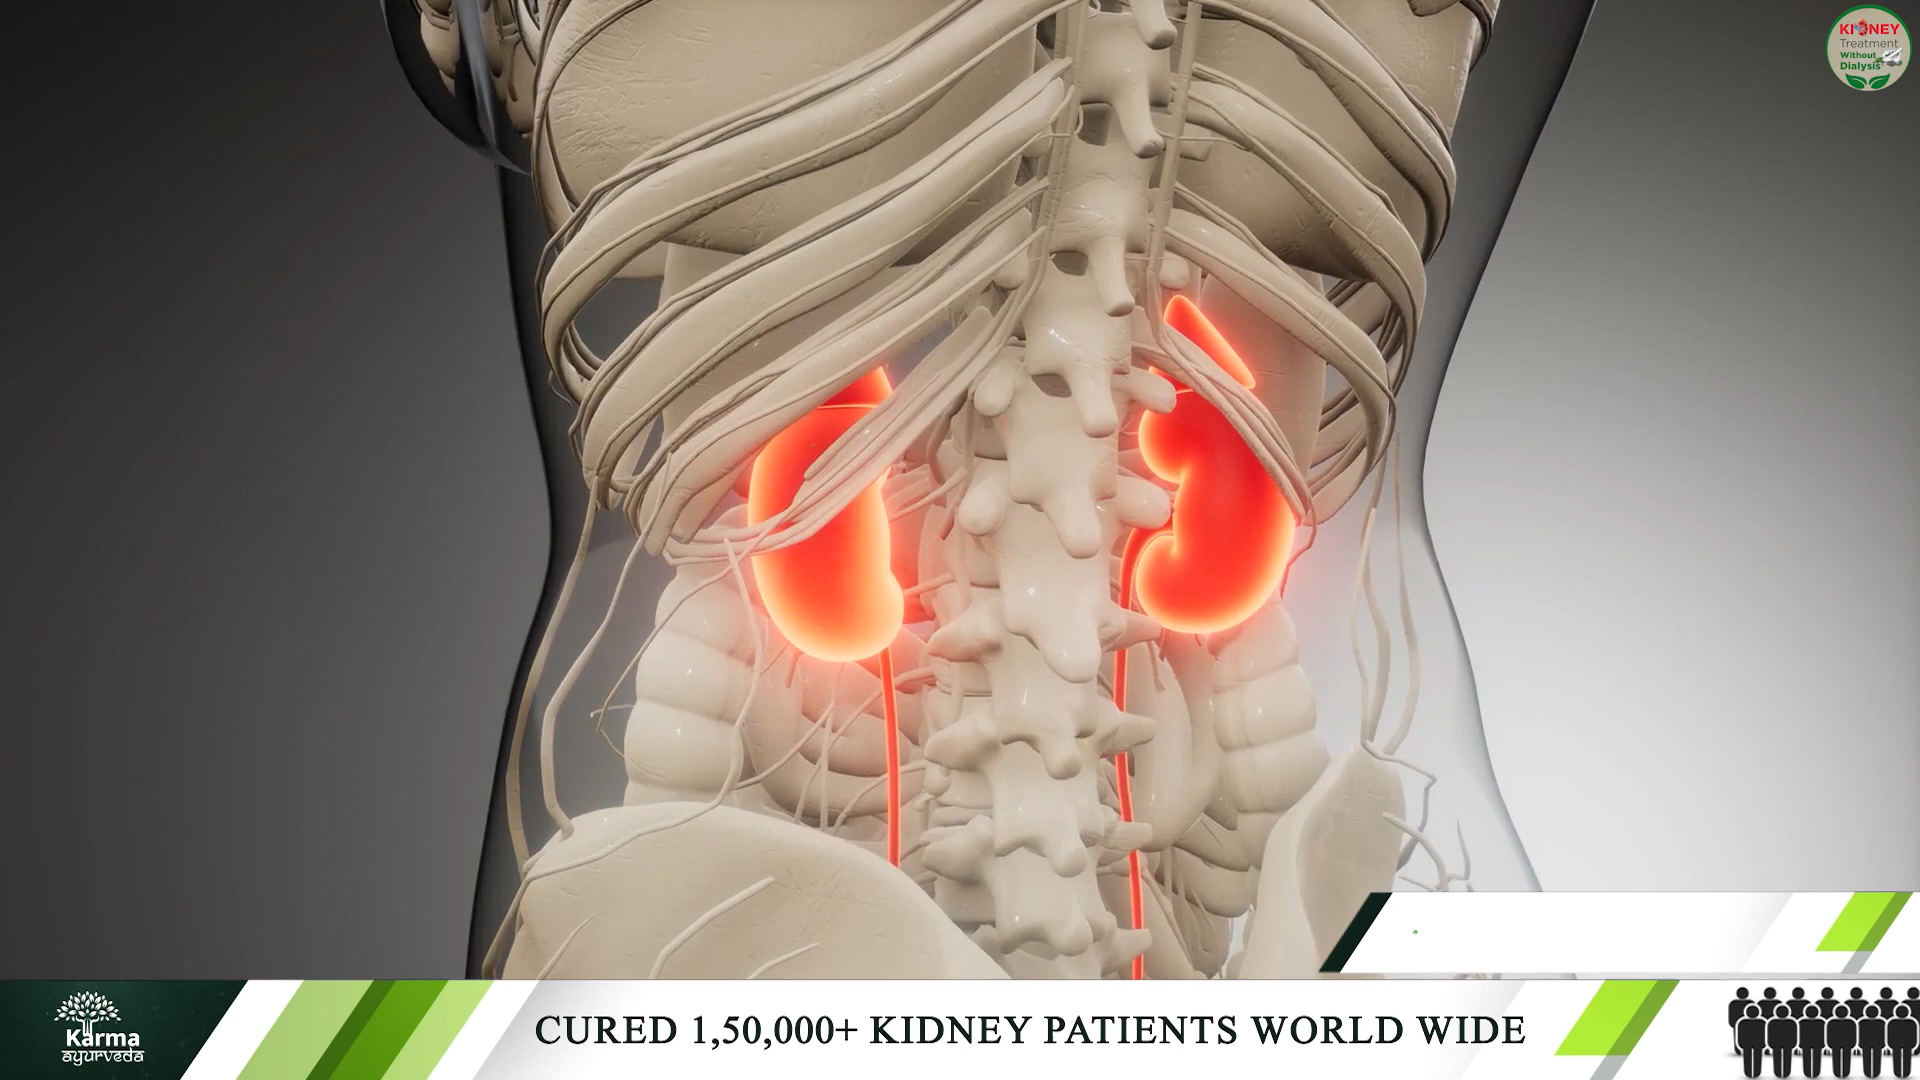 KIDNEY
Treatment
Without
Dialysis
Karma
ayurveda
CURED 1,50,000+ KIDNEY PATIENTS WORLD WIDE